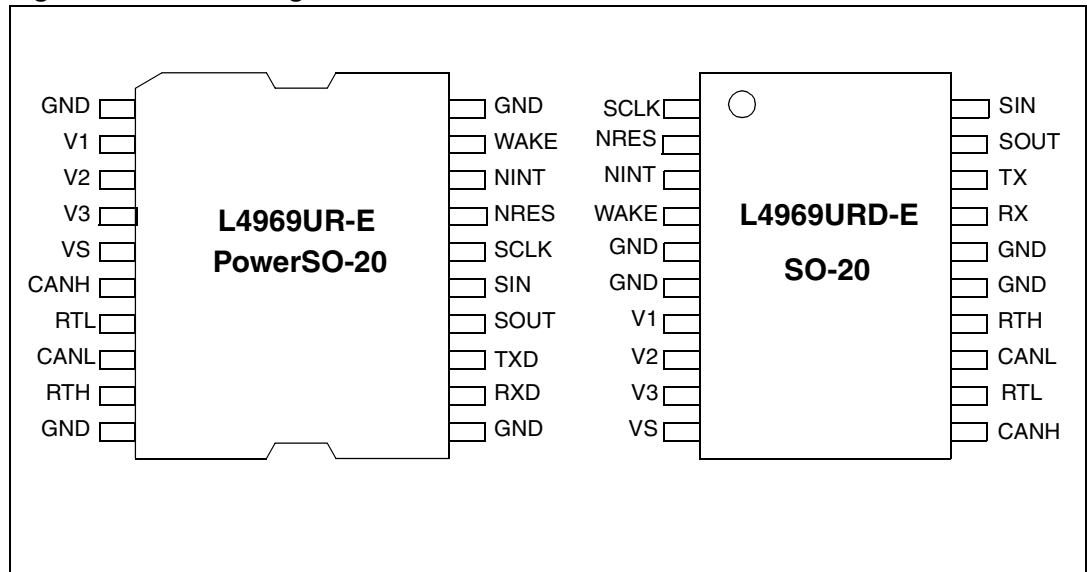 GND
V1
V2
V3
VS
CANH
RTL
CANL
RTH
GND
L4969UR-E
PowerSO-20
GND
WAKE
NINT
NRES
SCLK
SIN
SOUT
TXD
RXD
GND
SCLK
NRES
NINT
WAKE
GND
GND
V1
V2
V3
VS
L4969URD-E
SO-20
SIN
SOUT
TX
RX
GND
GND
RTH
CANL
RTL
CANH